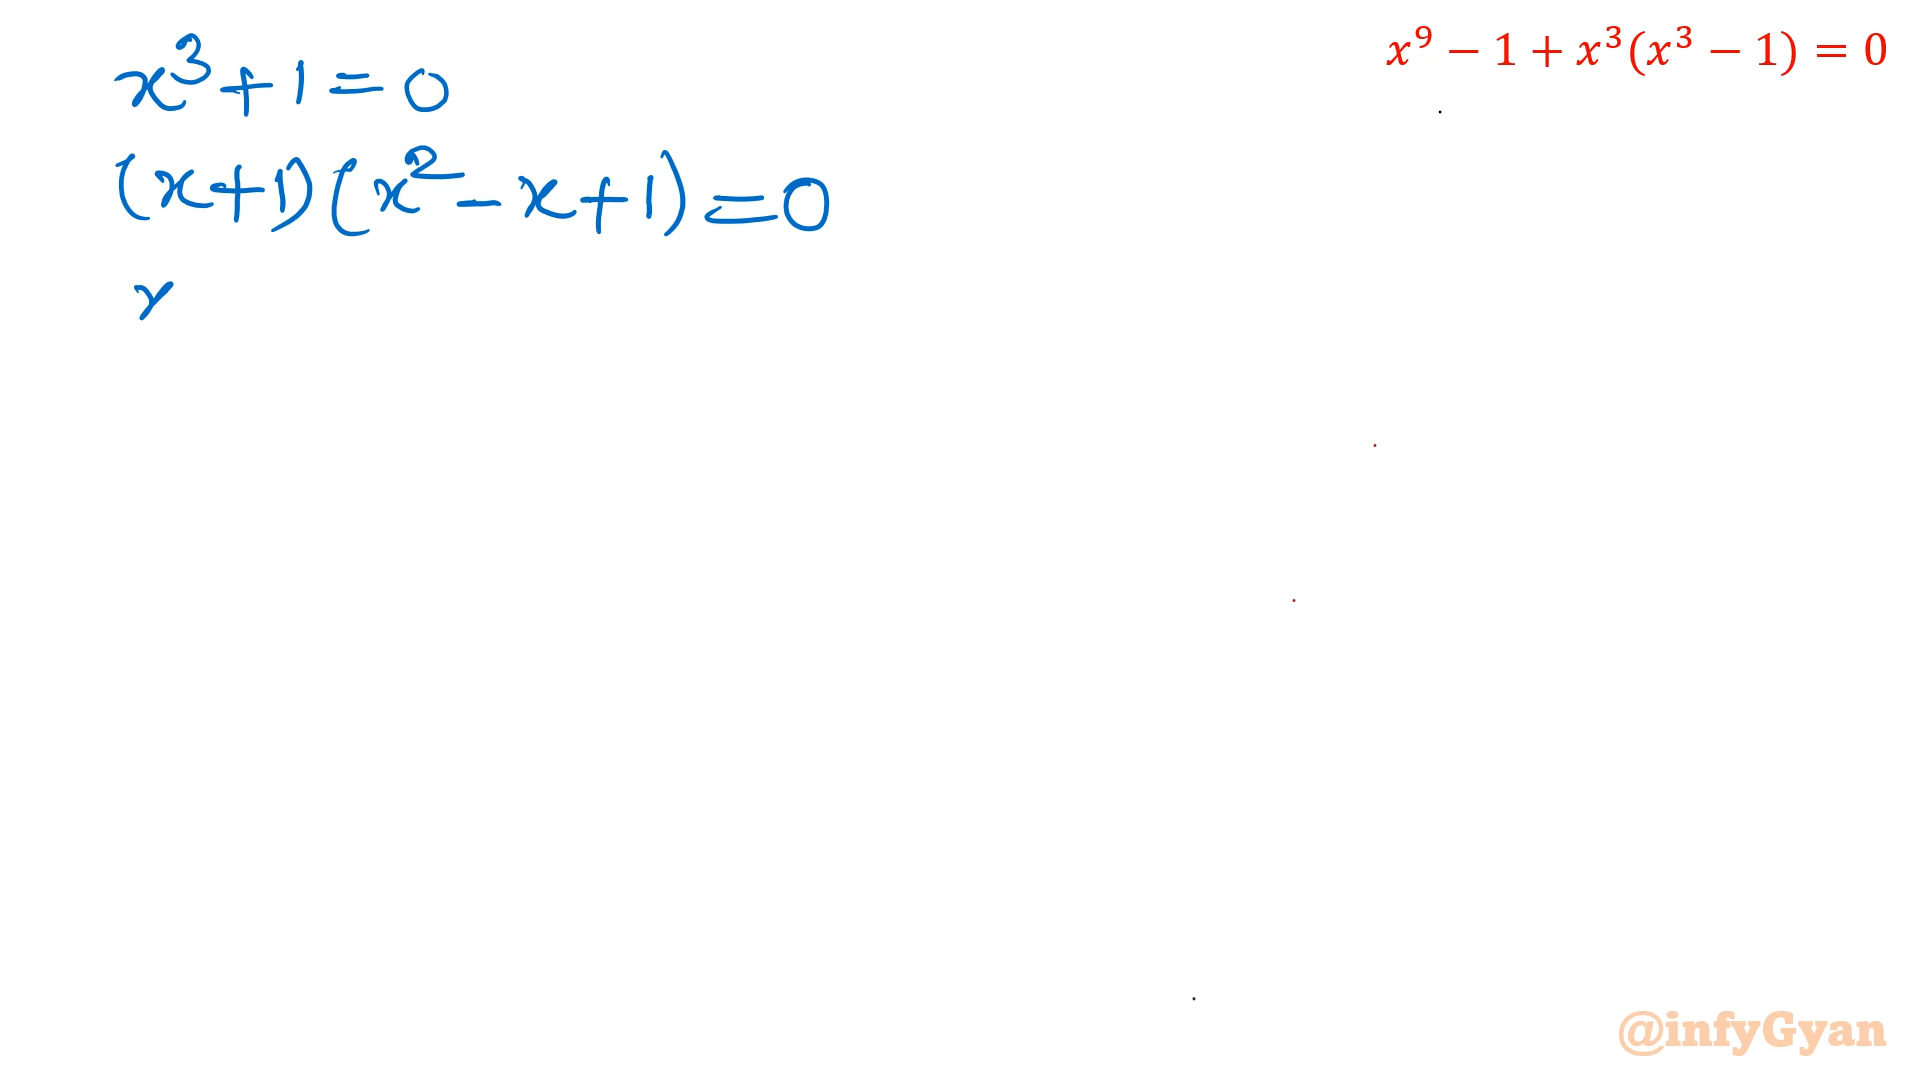 x³ + 1 = 0
x⁹ − 1 + x³(x³ − 1) = 0
(x+1)(x² − x + 1) = 0
x
@infyGyan